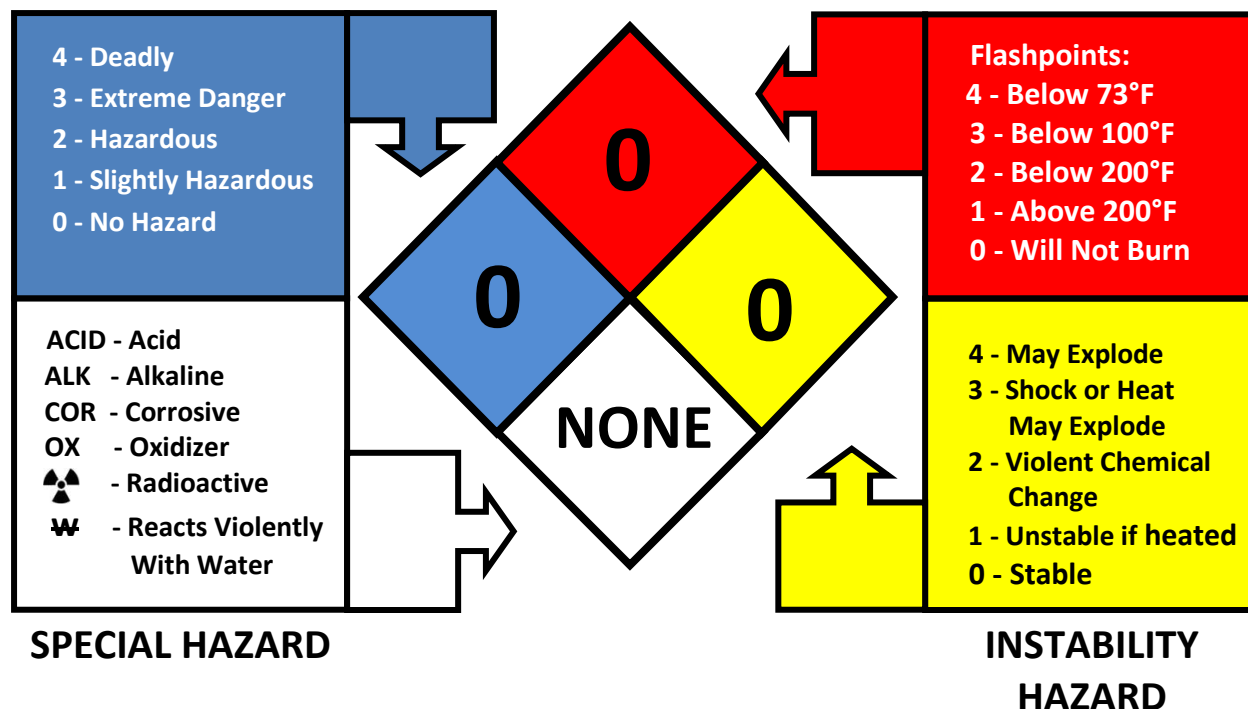 4 - Deadly
3 - Extreme Danger
2 - Hazardous
1 - Slightly Hazardous
0 - No Hazard
0
0
0
NONE
Flashpoints:
4 - Below 73°F
3 - Below 100°F
2 - Below 200°F
1 - Above 200°F
0 - Will Not Burn
ACID - Acid
ALK - Alkaline
COR - Corrosive
OX - Oxidizer
☢ - Radioactive
W̶ - Reacts Violently
With Water
4 - May Explode
3 - Shock or Heat
May Explode
2 - Violent Chemical
Change
1 - Unstable if heated
0 - Stable
SPECIAL HAZARD
INSTABILITY
HAZARD